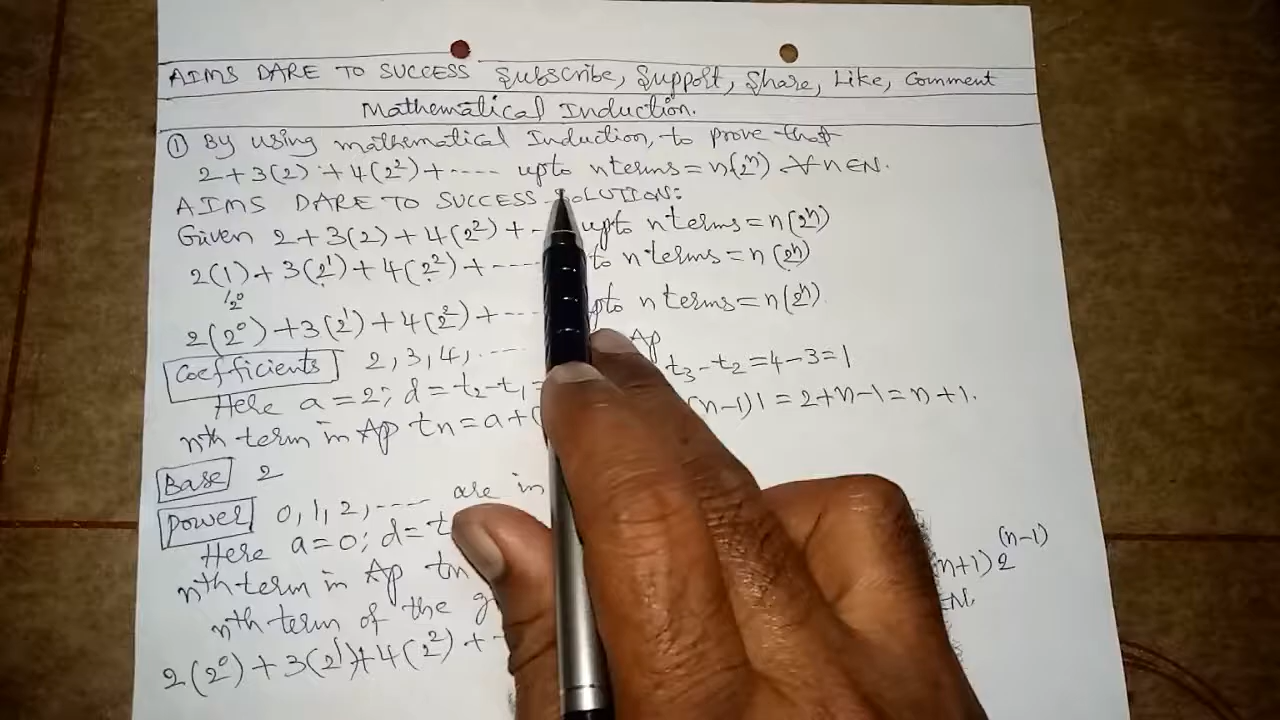 AIMS DARE TO SUCCESS Subscribe, Support, Share, Like, Comment
Mathematical Induction.
① By using mathematical Induction, to prove that
2+3(2)+4(2²)+---- upto n terms = n(2ⁿ) ∀ n∈N.
AIMS DARE TO SUCCESS SOLUTION:
Given 2+3(2)+4(2²)+-- upto n terms = n(2ⁿ)
2(1)+3(2¹)+4(2²)+---- to n terms = n(2ⁿ)
2⁰
2(2⁰)+3(2¹)+4(2²)+--- pto n terms = n(2ⁿ).
Coefficients 2, 3, 4, ---- Ap
Here a=2; d=t₂-t₁= t₃-t₂=4-3=1
nth term in Ap tn=a+( (n-1)1=2+n-1=n+1.
Base 2
power 0, 1, 2, ---- are in
Here a=0; d=t
nth term in Ap tn n+1)2^(n-1)
nth term of the g ∈N.
2(2⁰)+3(2¹)+4(2²)+-